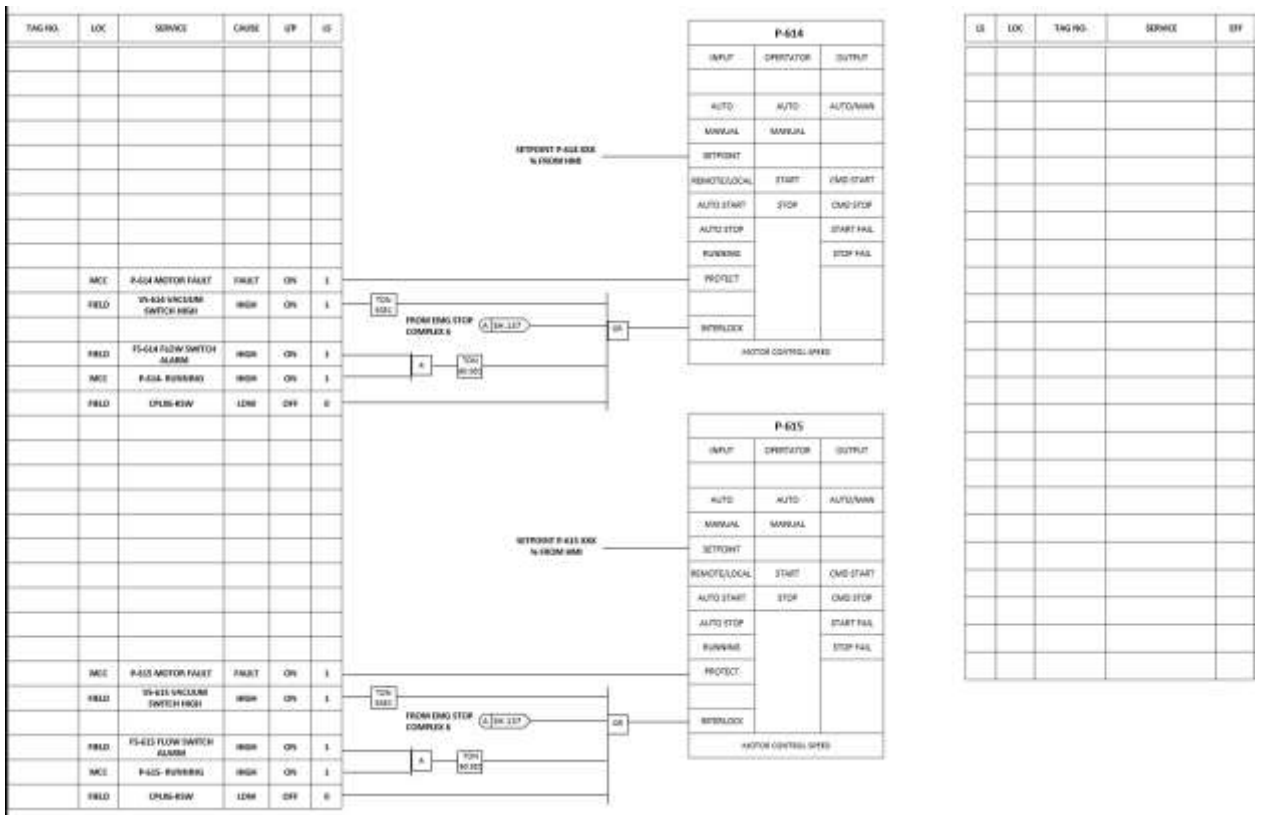 TAG NO. LOC SERVICE CAUSE I/P LS
MCC P-614 MOTOR FAULT FAULT ON 1
FIELD VS-614 VACUUM SWITCH HIGH HIGH ON 1
FIELD FS-614 FLOW SWITCH ALARM HIGH ON 1
MCC P-614- RUNNING HIGH ON 1
FIELD LOW OFF 0
MCC P-615 MOTOR FAULT FAULT ON 1
FIELD VS-615 VACUUM SWITCH HIGH HIGH ON 1
FIELD FS-615 FLOW SWITCH ALARM HIGH ON 1
MCC P-615- RUNNING HIGH ON 1
FIELD LOW OFF 0
SETPOINT P-614 XXX
% FROM HMI
TON
FROM EMG STOP
COMPLEX 6
A SH.137
OR
A
TON
P-614
INPUT OPERTATOR OUTPUT
AUTO AUTO AUTO/MAN
MANUAL MANUAL
SETPOINT
REMOTE/LOCAL START CMD START
AUTO START STOP CMD STOP
AUTO STOP START FAIL
RUNNING STOP FAIL
PROTECT
INTERLOCK
MOTOR CONTROL SPEED
SETPOINT P-615 XXX
% FROM HMI
TON
FROM EMG STOP
COMPLEX 6
A SH.137
OR
A
TON
P-615
INPUT OPERTATOR OUTPUT
AUTO AUTO AUTO/MAN
MANUAL MANUAL
SETPOINT
REMOTE/LOCAL START CMD START
AUTO START STOP CMD STOP
AUTO STOP START FAIL
RUNNING STOP FAIL
PROTECT
INTERLOCK
MOTOR CONTROL SPEED
LS LOC TAG NO. SERVICE EFF